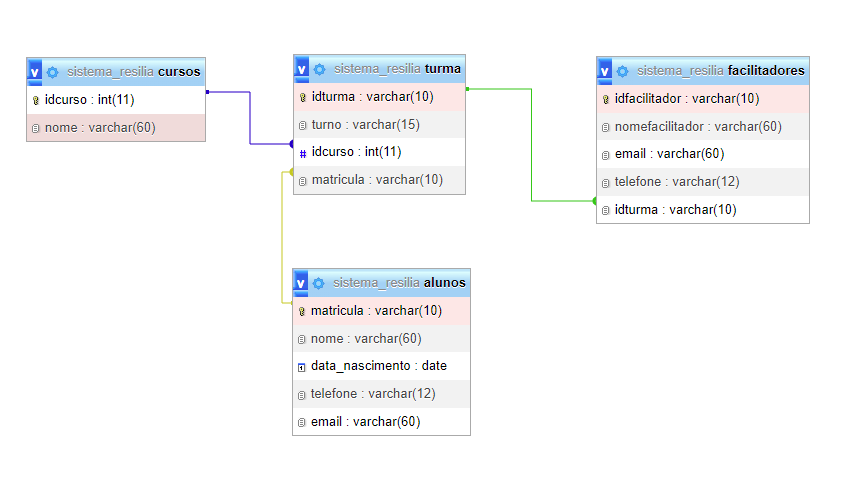 sistema_resilia cursos
idcurso : int(11)
nome : varchar(60)
sistema_resilia turma
idturma : varchar(10)
turno : varchar(15)
# idcurso : int(11)
matricula : varchar(10)
sistema_resilia facilitadores
idfacilitador : varchar(10)
nomefacilitador : varchar(60)
email : varchar(60)
telefone : varchar(12)
idturma : varchar(10)
sistema_resilia alunos
matricula : varchar(10)
nome : varchar(60)
data_nascimento : date
telefone : varchar(12)
email : varchar(60)